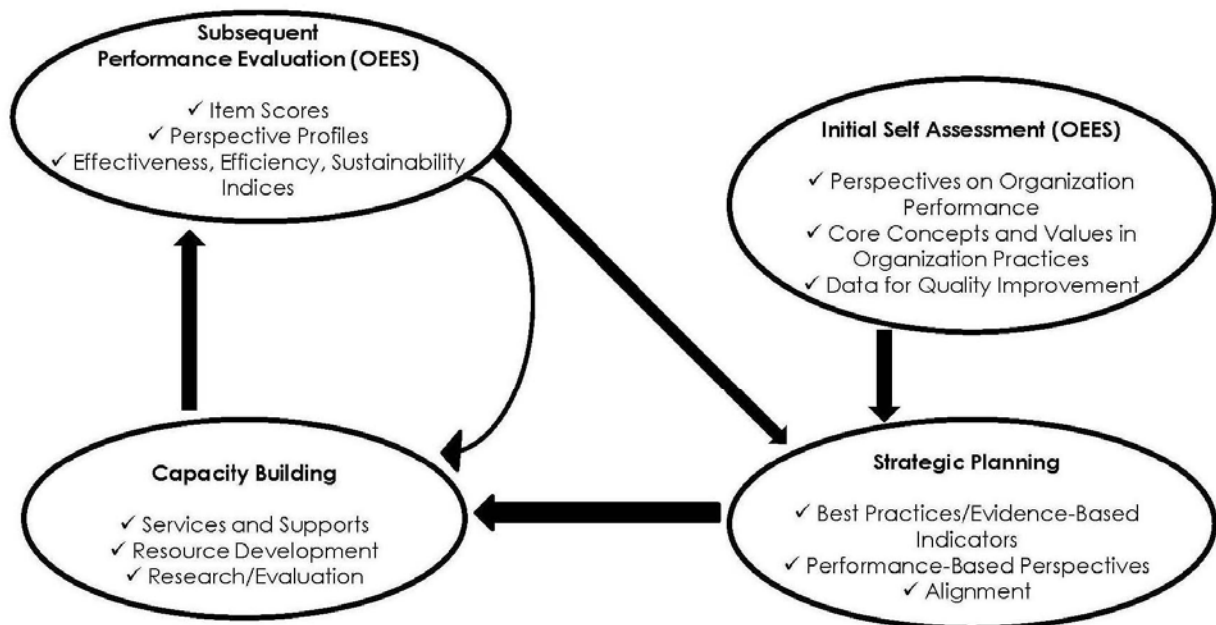 Subsequent
Performance Evaluation (OEES)
✓ Item Scores
✓ Perspective Profiles
✓ Effectiveness, Efficiency, Sustainability
Indices
Initial Self Assessment (OEES)
✓ Perspectives on Organization
Performance
✓ Core Concepts and Values in
Organization Practices
✓ Data for Quality Improvement
Capacity Building
✓ Services and Supports
✓ Resource Development
✓ Research/Evaluation
Strategic Planning
✓ Best Practices/Evidence-Based
Indicators
✓ Performance-Based Perspectives
✓ Alignment